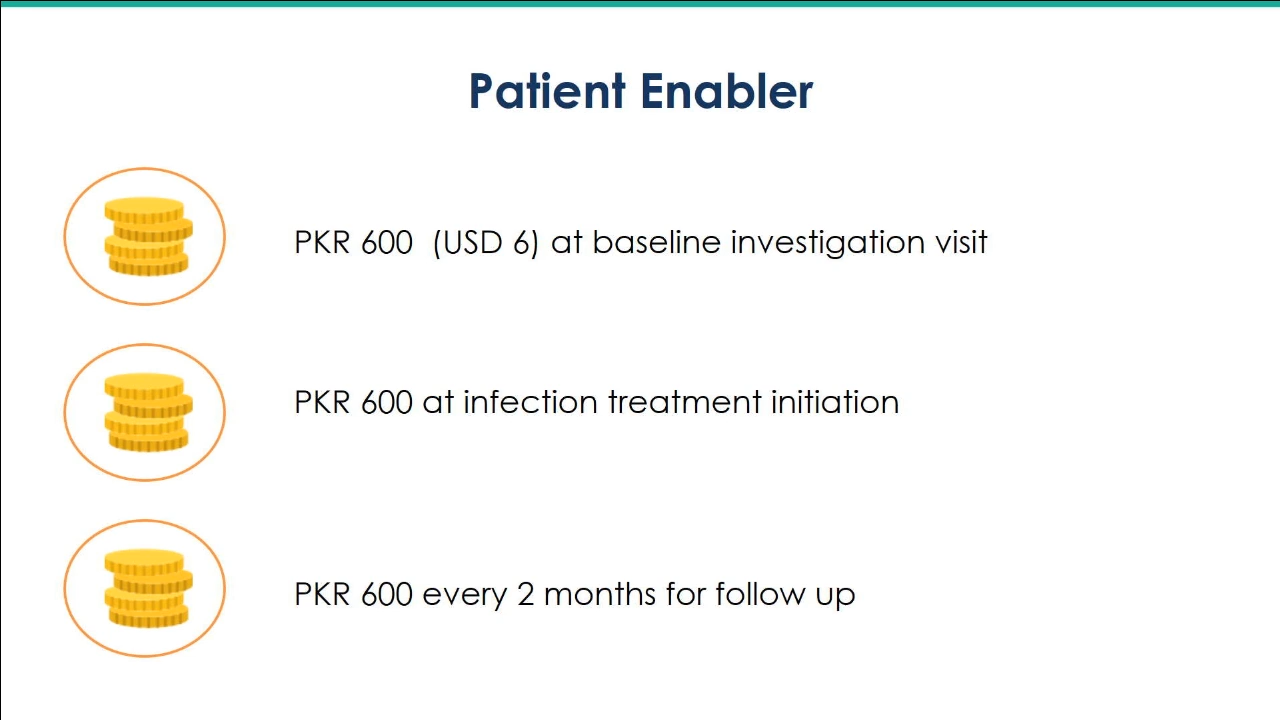 Patient Enabler
PKR 600  (USD 6) at baseline investigation visit
PKR 600 at infection treatment initiation
PKR 600 every 2 months for follow up